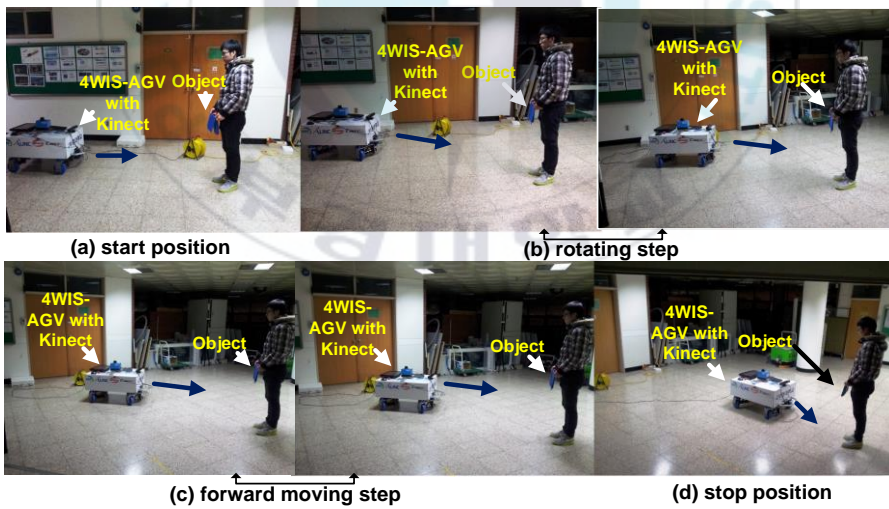 4WIS-AGV
with
Kinect
Object
4WIS-AGV
with
Kinect
Object
4WIS-AGV
with
Kinect
Object
(a) start position
(b) rotating step
4WIS-
AGV with
Kinect
Object
4WIS-
AGV with
Kinect
Object
4WIS-
AGV with
Kinect
Object
(c) forward moving step
(d) stop position